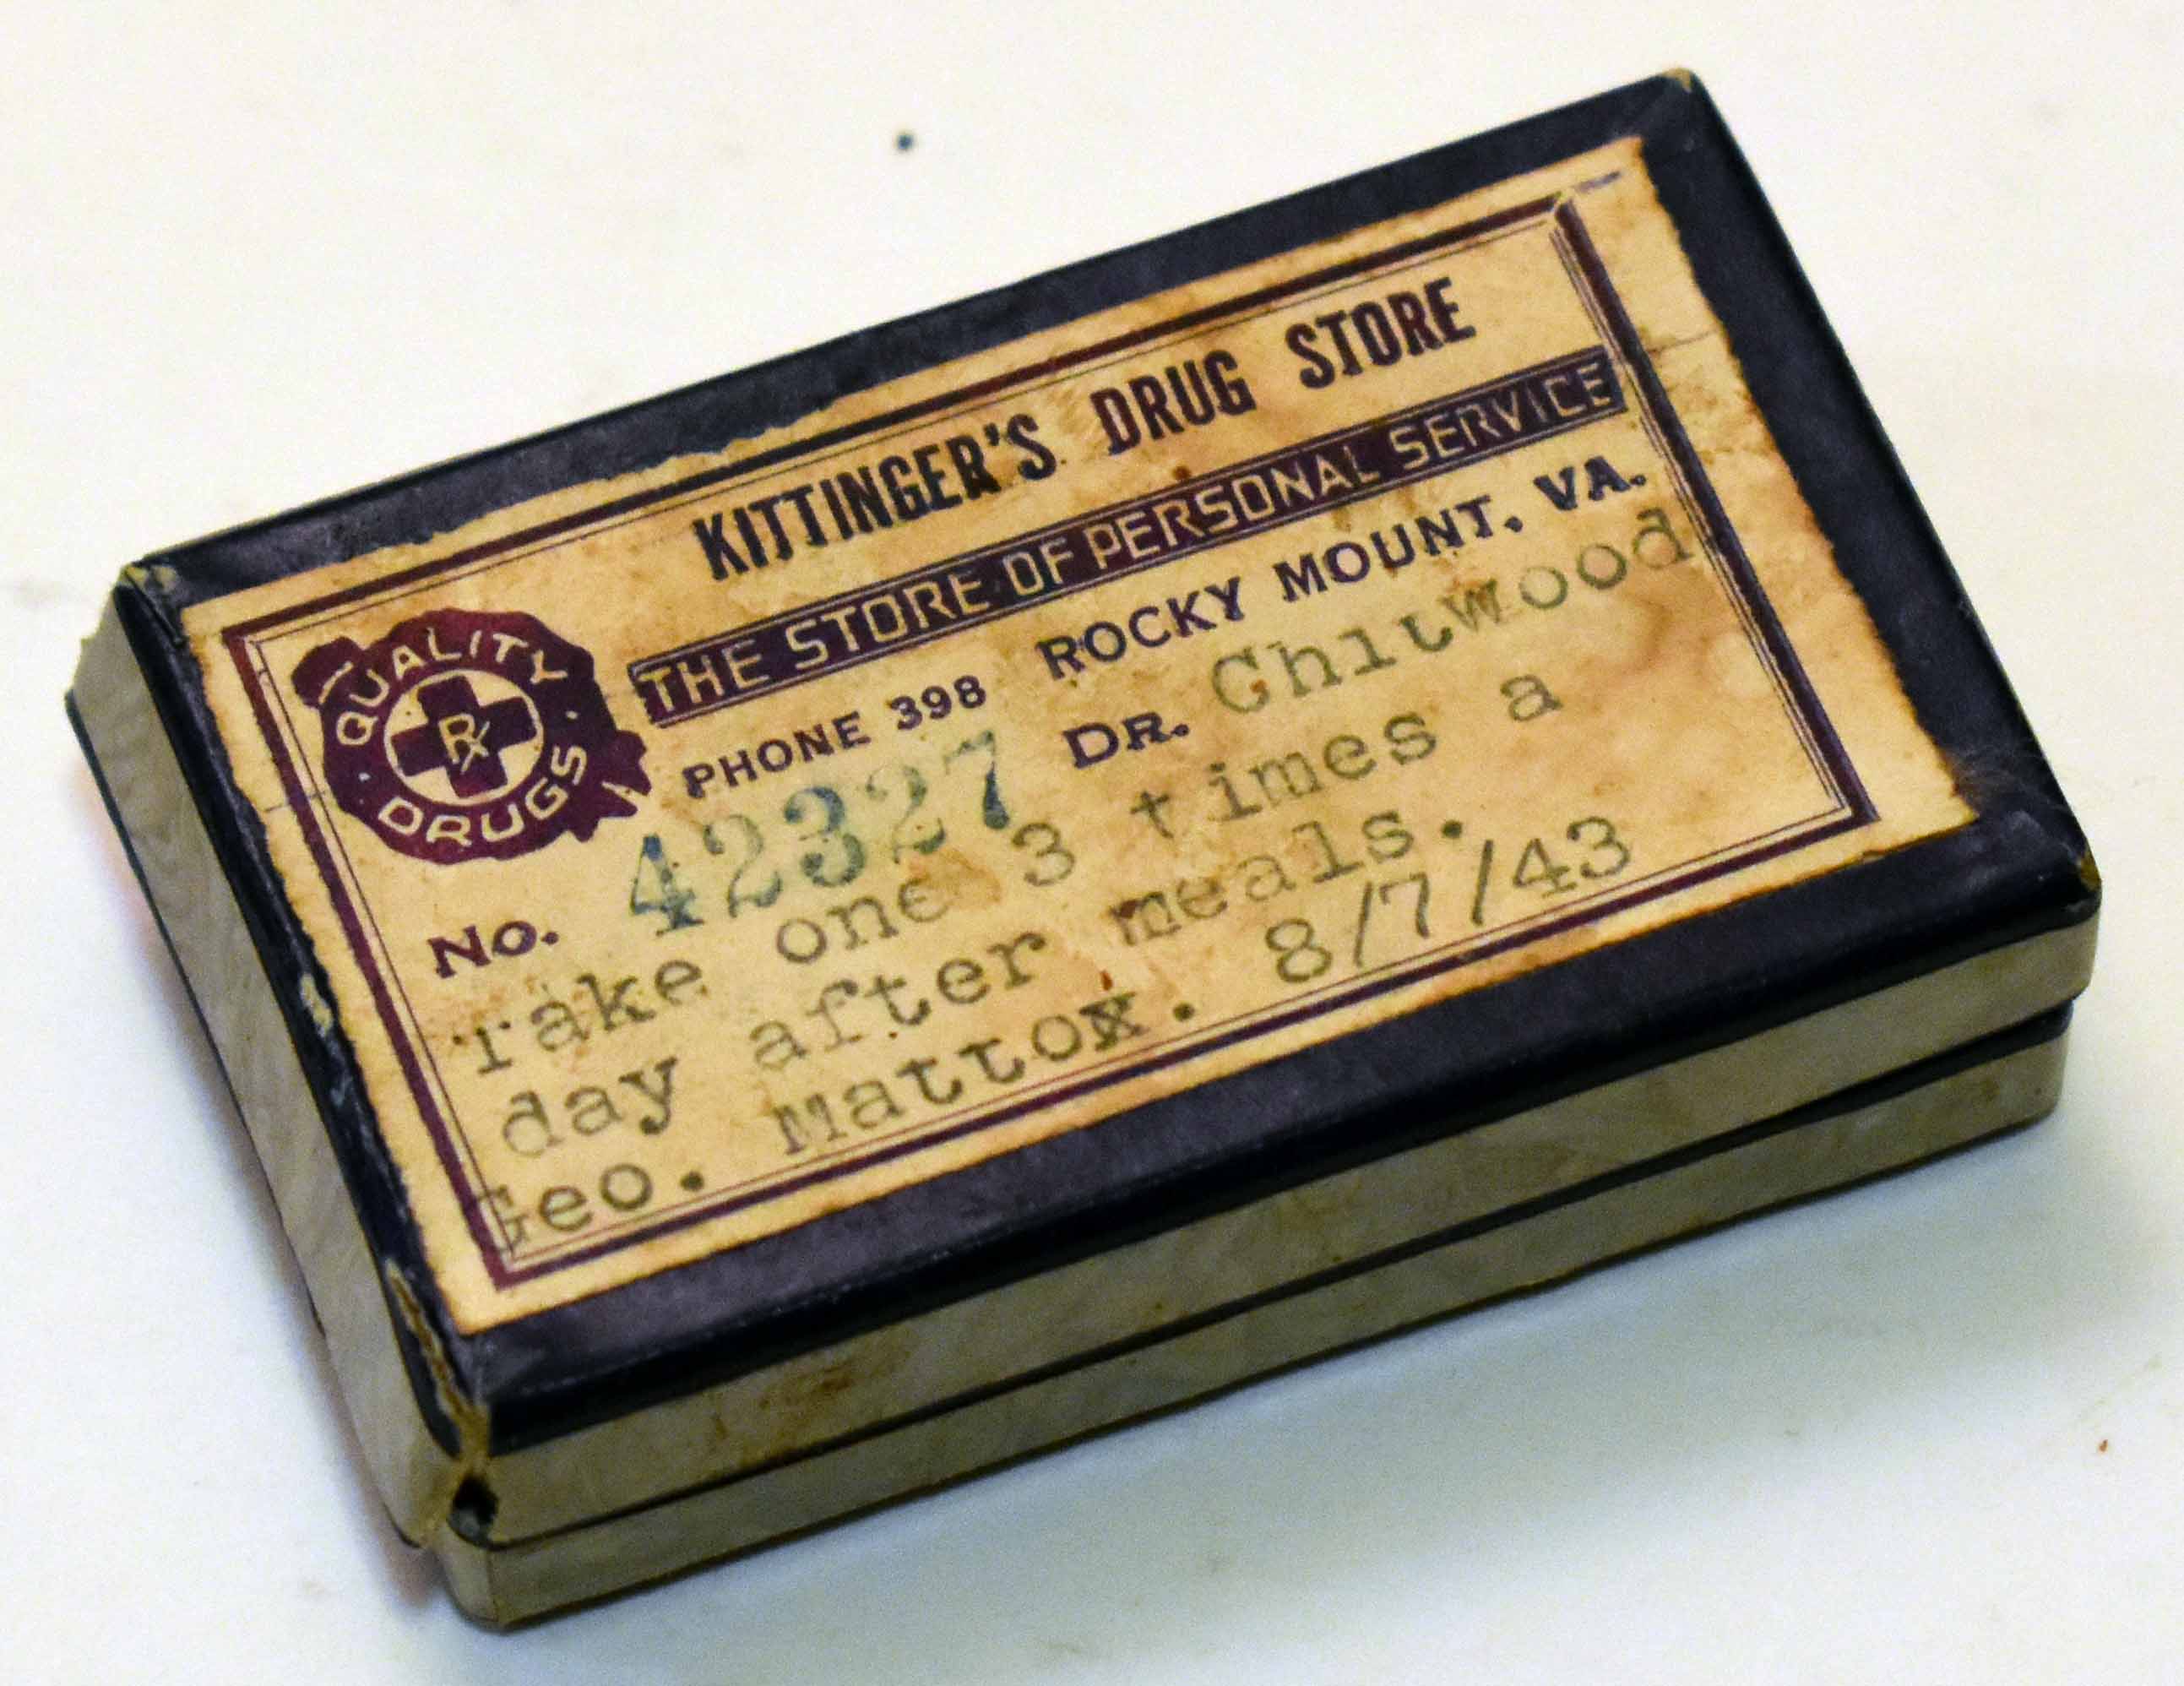 KITTINGER'S DRUG STORE
THE STORE OF PERSONAL SERVICE
PHONE 398 ROCKY MOUNT, VA.
QUALITY
Rx
DRUGS
No. 42327 DR. Chitwood
Take one 3 times a
day after meals.
Geo. Mattox. 8/7/43